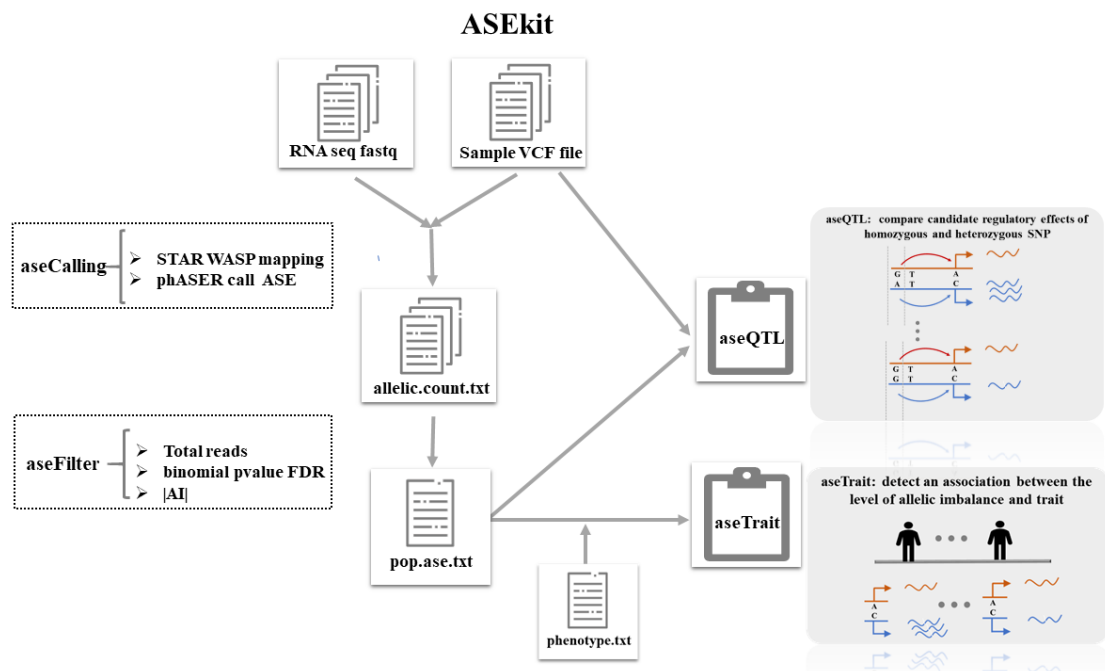 ASEkit
RNA seq fastq
Sample VCF file
aseCalling
STAR WASP mapping
phASER call ASE
allelic.count.txt
aseFilter
Total reads
binomial pvalue FDR
|AI|
pop.ase.txt
phenotype.txt
aseQTL
aseTrait
aseQTL: compare candidate regulatory effects of
homozygous and heterozygous SNP
G T A
A T C
G T A
G T C
aseTrait: detect an association between the
level of allelic imbalance and trait
A
C
A
C